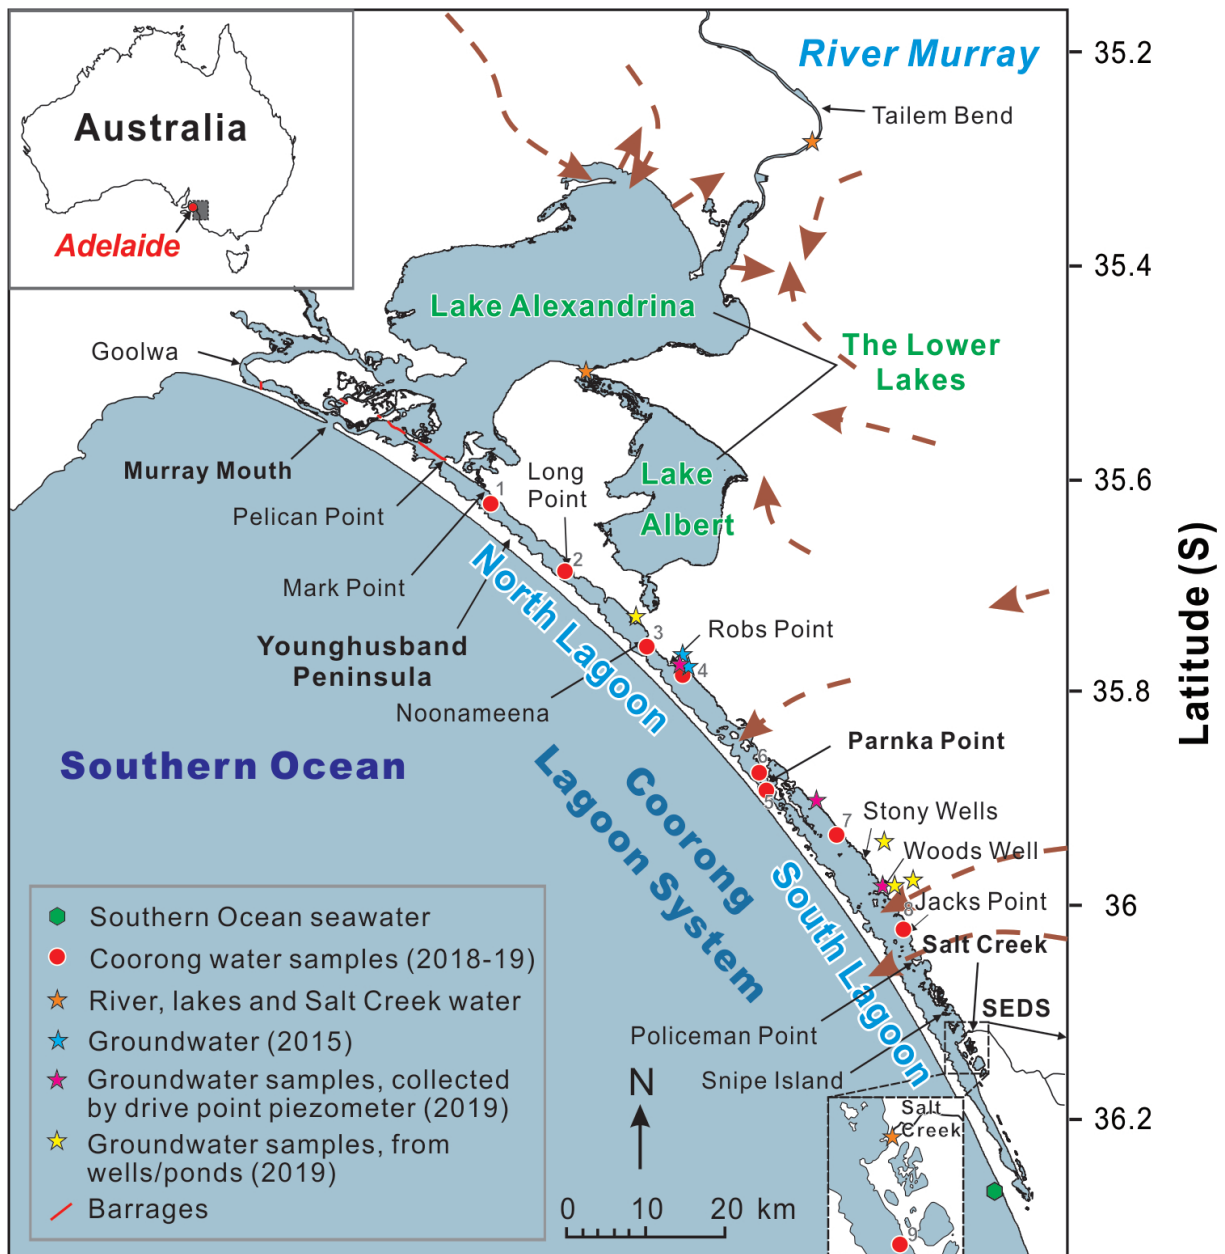 Australia
Adelaide
River Murray
Tailem Bend
35.2
35.4
Lake Alexandrina
The Lower
Lakes
Goolwa
Murray Mouth
Pelican Point
Mark Point
Long
Point
Lake
Albert
35.6
1
2
Younghusband
Peninsula
North Lagoon
3
Robs Point
4
Noonameena
35.8
Latitude (S)
Southern Ocean
Coorong
Lagoon System
Parnka Point
6
5
7
Stony Wells
Woods Well
8
Jacks Point
36
South Lagoon
Salt Creek
SEDS
Policeman Point
Snipe Island
36.2
Salt
Creek
9
N
0 10 20 km
Southern Ocean seawater
Coorong water samples (2018-19)
River, lakes and Salt Creek water
Groundwater (2015)
Groundwater samples, collected
by drive point piezometer (2019)
Groundwater samples, from
wells/ponds (2019)
Barrages